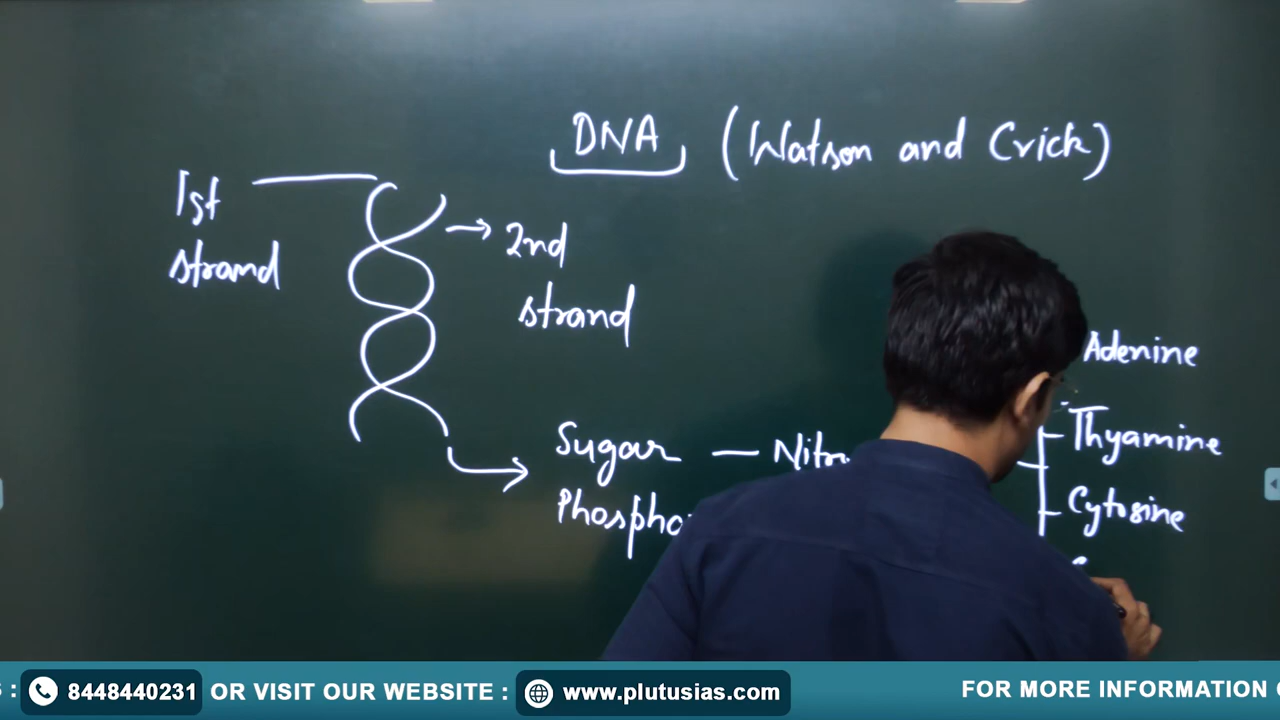 DNA (Watson and Crick)
1st
strand
2nd
strand
Adenine
Thyamine
Sugar — Nitro
Phospho
Cytosine
: 8448440231 OR VISIT OUR WEBSITE : www.plutusias.com FOR MORE INFORMATION